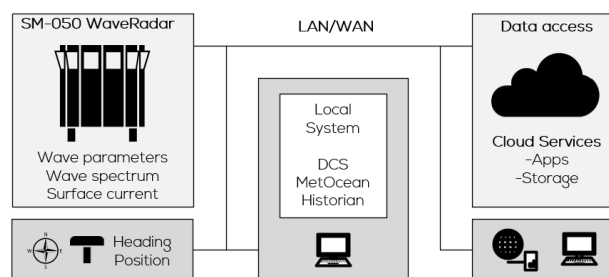 SM-050 WaveRadar
Wave parameters
Wave spectrum
Surface current
N
W
E
S
Heading
Position
LAN/WAN
Local
System
DCS
MetOcean
Historian
Data access
Cloud Services
-Apps
-Storage